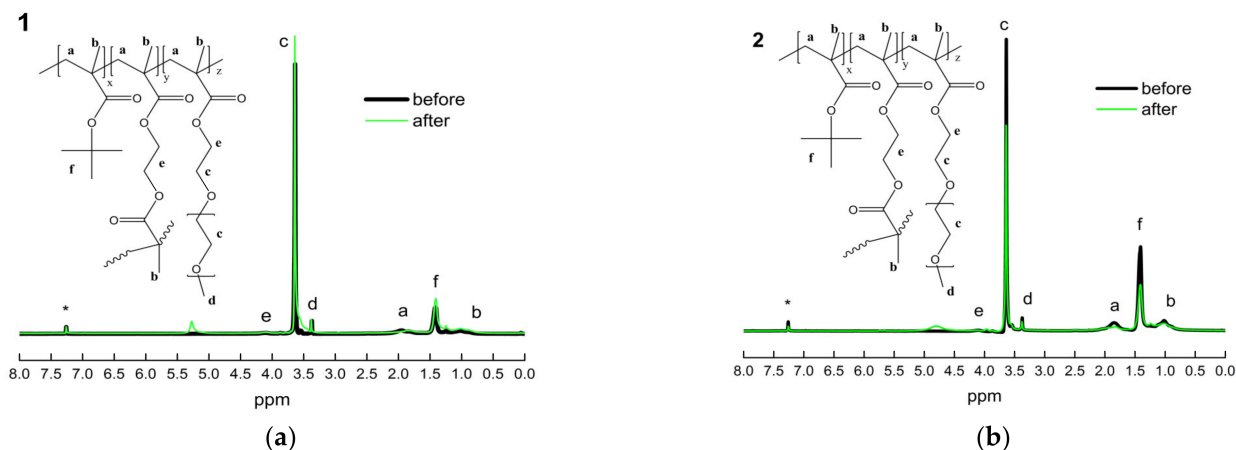 1
a b a b a b
x y z
O O O O O O
f
e e
c
O O
O
c
O
b
d
before
after
* e c d a f b
8.0 7.5 7.0 6.5 6.0 5.5 5.0 4.5 4.0 3.5 3.0 2.5 2.0 1.5 1.0 0.5 0.0
ppm
(a)
2
a b a b a b
x y z
O O O O O O
f
e e
c
O O
O
c
O
b
d
before
after
* e c d a f b
8.0 7.5 7.0 6.5 6.0 5.5 5.0 4.5 4.0 3.5 3.0 2.5 2.0 1.5 1.0 0.5 0.0
ppm
(b)